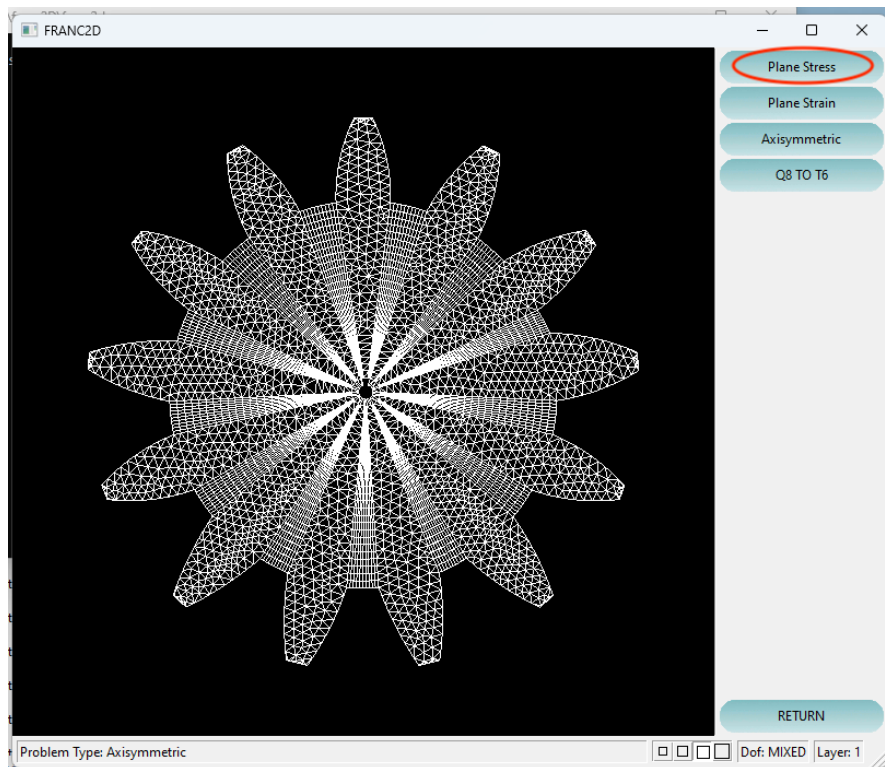 FRANC2D
Plane Stress
Plane Strain
Axisymmetric
Q8 TO T6
RETURN
Problem Type: Axisymmetric
Dof: MIXED
Layer: 1